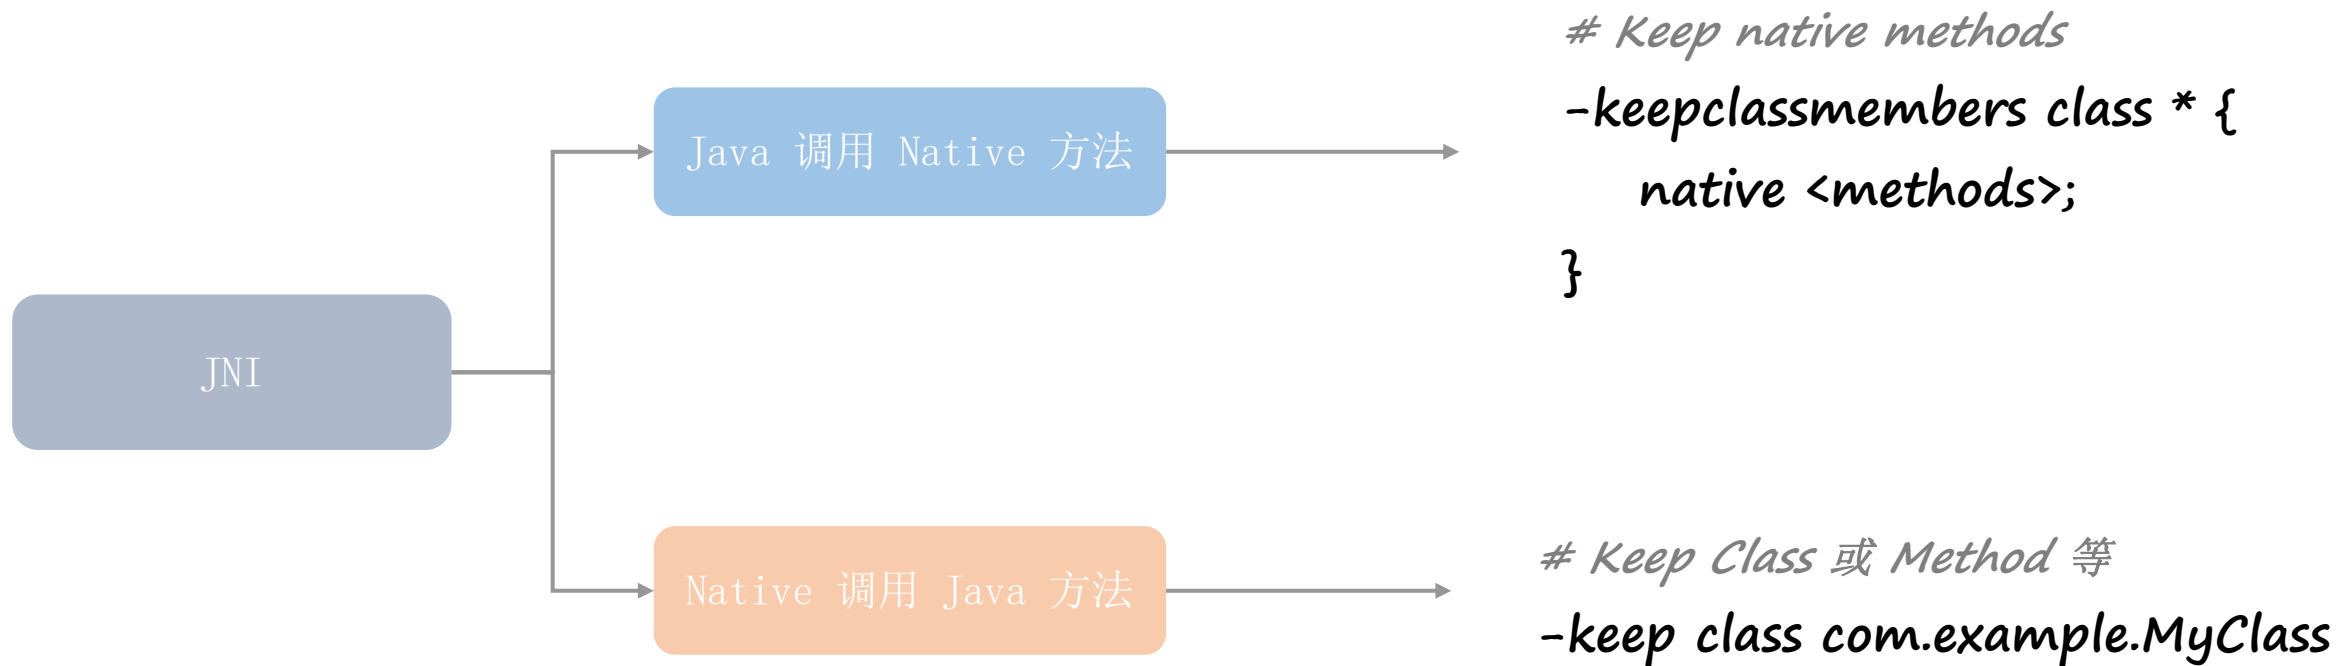 # Keep native methods
-keepclassmembers class * {
native <methods>;
}
Java 调用 Native 方法
JNI
Native 调用 Java 方法
# Keep Class 或 Method 等
-keep class com.example.MyClass